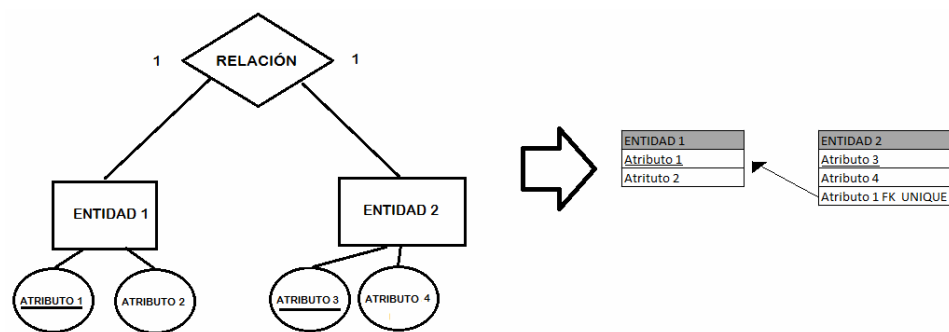 1
RELACIÓN
1
ENTIDAD 1
ENTIDAD 2
ATRIBUTO 1
ATRIBUTO 2
ATRIBUTO 3
ATRIBUTO 4
ENTIDAD 1
Atributo 1
Atrituto 2
ENTIDAD 2
Atributo 3
Atributo 4
Atributo 1 FK UNIQUE